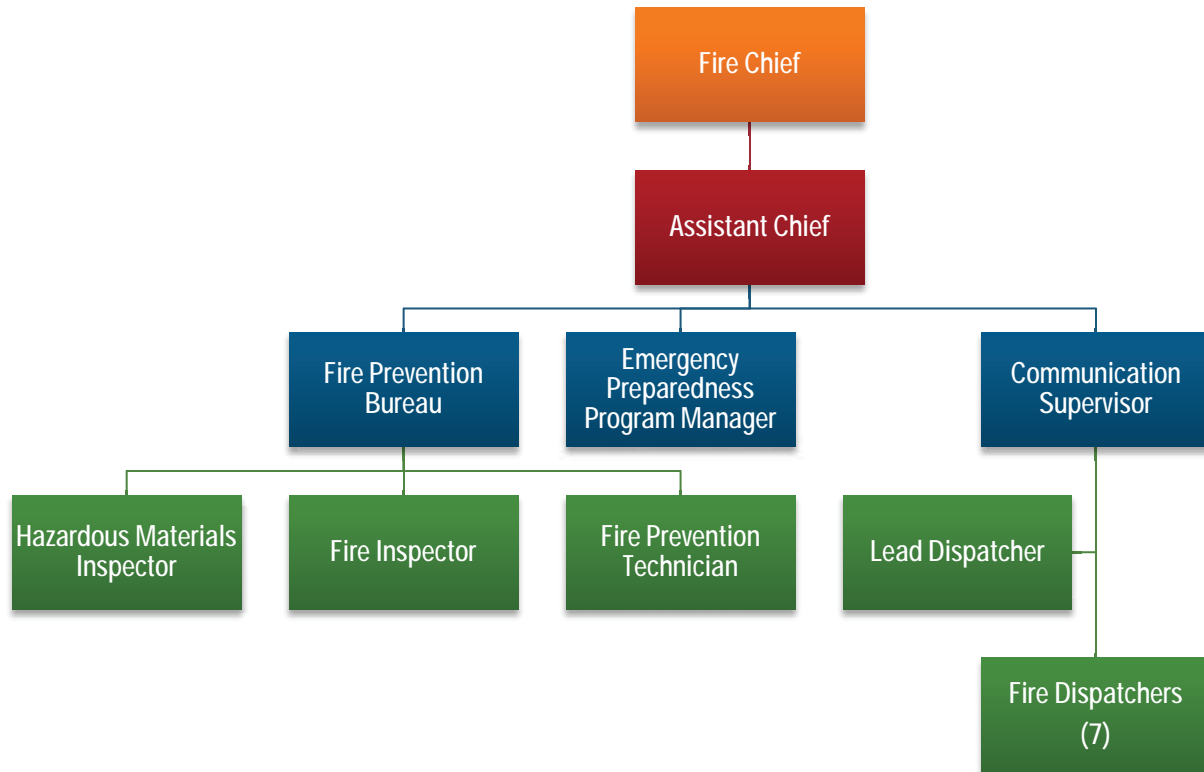 Fire Chief
Assistant Chief
Fire Prevention
Bureau
Emergency
Preparedness
Program Manager
Communication
Supervisor
Hazardous Materials
Inspector
Fire Inspector
Fire Prevention
Technician
Lead Dispatcher
Fire Dispatchers
(7)